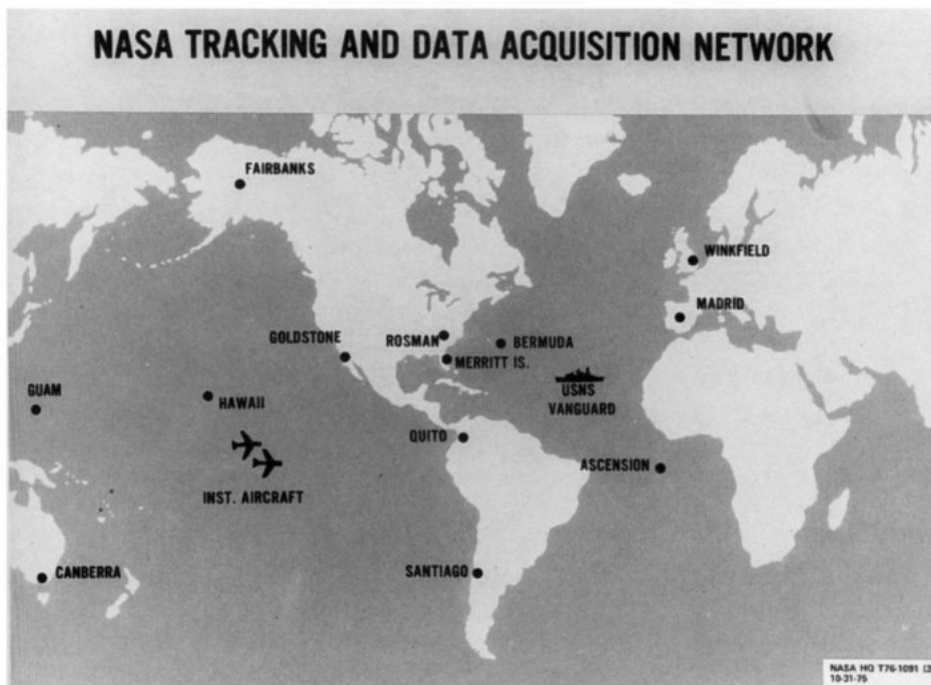 NASA TRACKING AND DATA ACQUISITION NETWORK
FAIRBANKS
WINKFIELD
MADRID
GOLDSTONE
ROSMAN
BERMUDA
MERRITT IS.
GUAM
HAWAII
USNS
VANGUARD
QUITO
ASCENSION
INST. AIRCRAFT
CANBERRA
SANTIAGO
NASA HQ T76-1091 (3
10-31-75